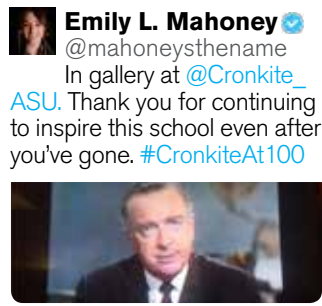 Emily L. Mahoney
@mahoneysthename
In gallery at @Cronkite_
ASU. Thank you for continuing
to inspire this school even after
you’ve gone. #CronkiteAt100